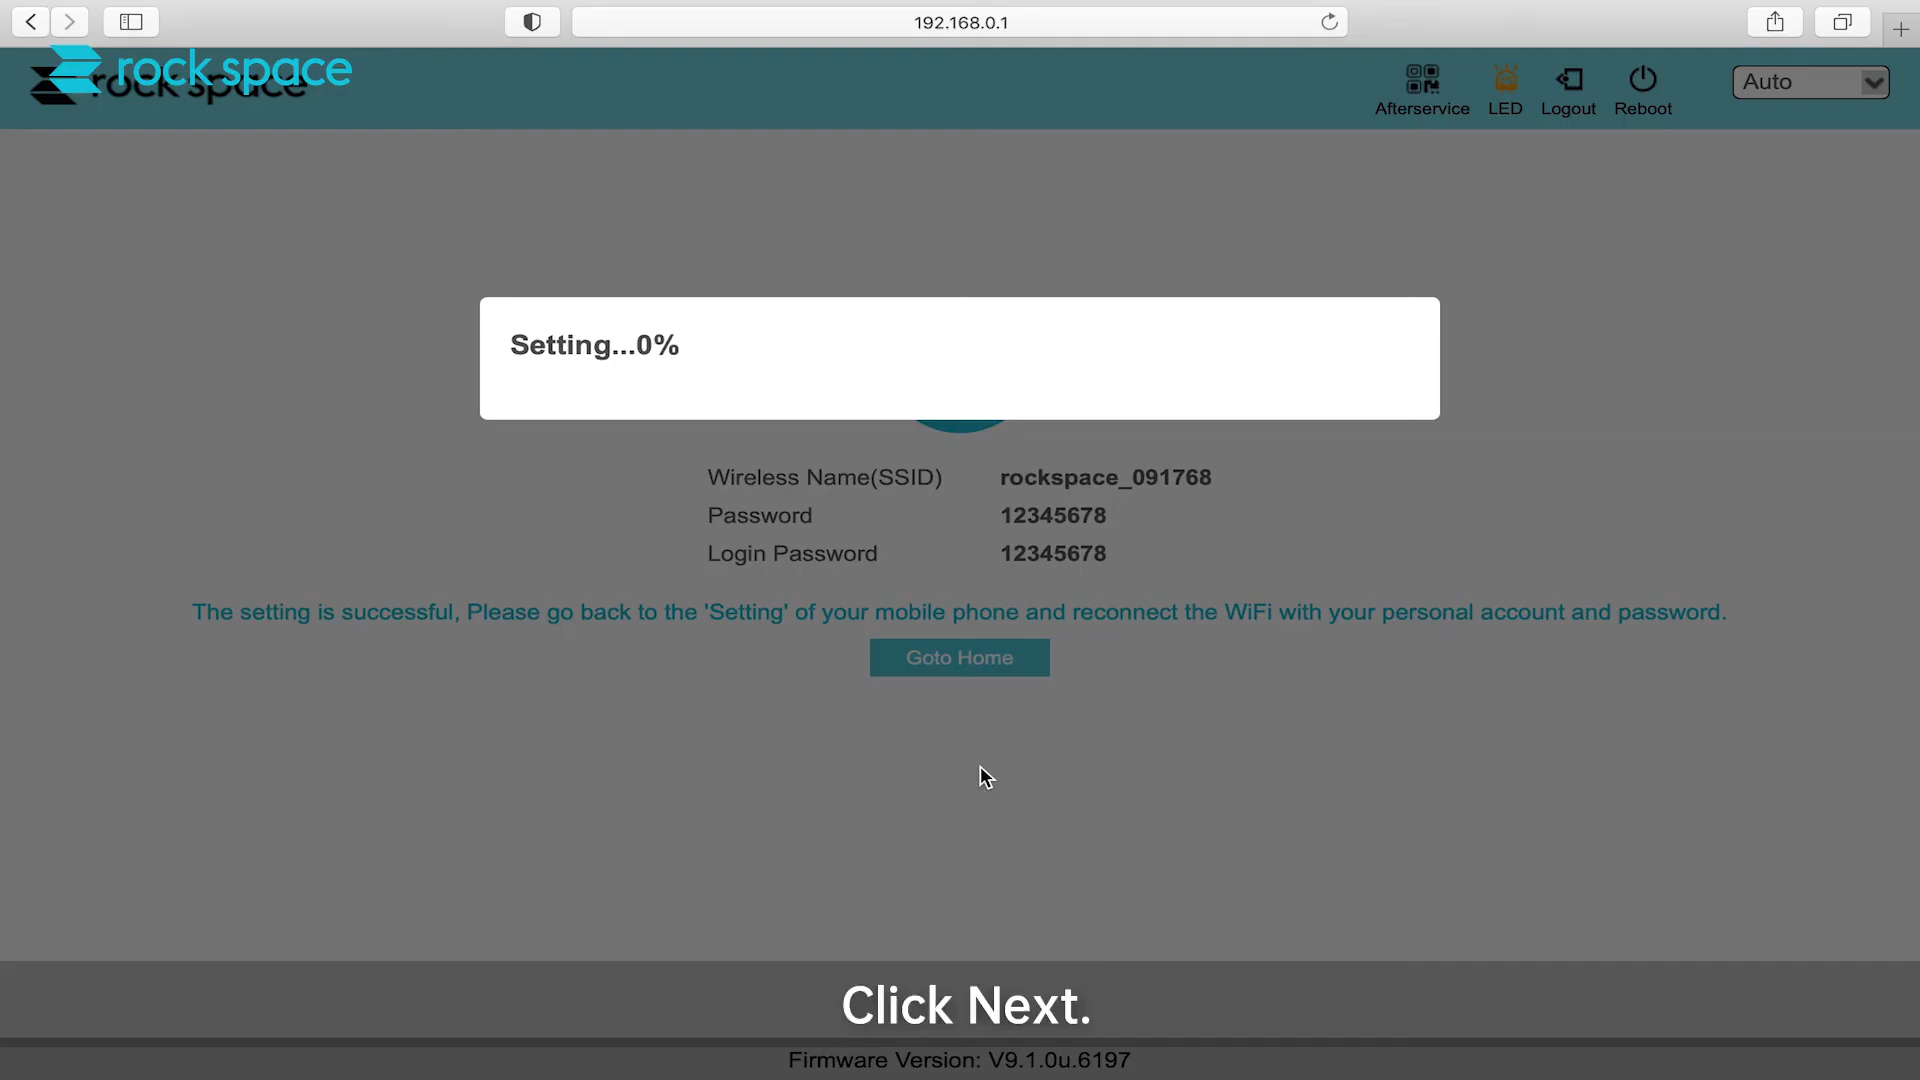 192.168.0.1
rock space
rock space
Afterservice LED Logout Reboot
Auto
Setting...0%
Wireless Name(SSID) rockspace_091768
Password 12345678
Login Password 12345678
The setting is successful, Please go back to the 'Setting' of your mobile phone and reconnect the WiFi with your personal account and password.
Goto Home
Click Next.
Firmware Version: V9.1.0u.6197